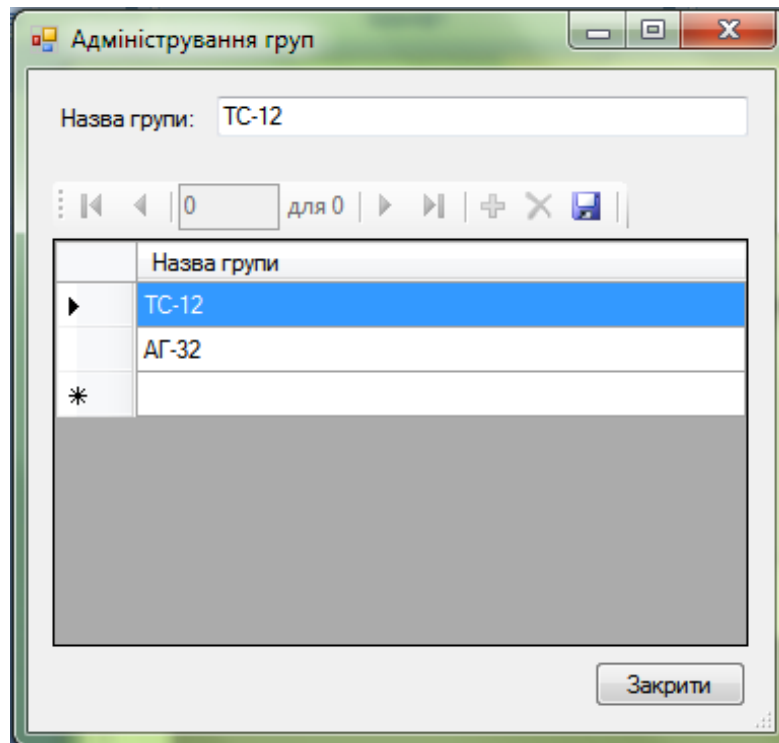 Адміністрування груп
Назва групи: ТС-12
0 для 0
Назва групи
ТС-12
АГ-32
Закрити